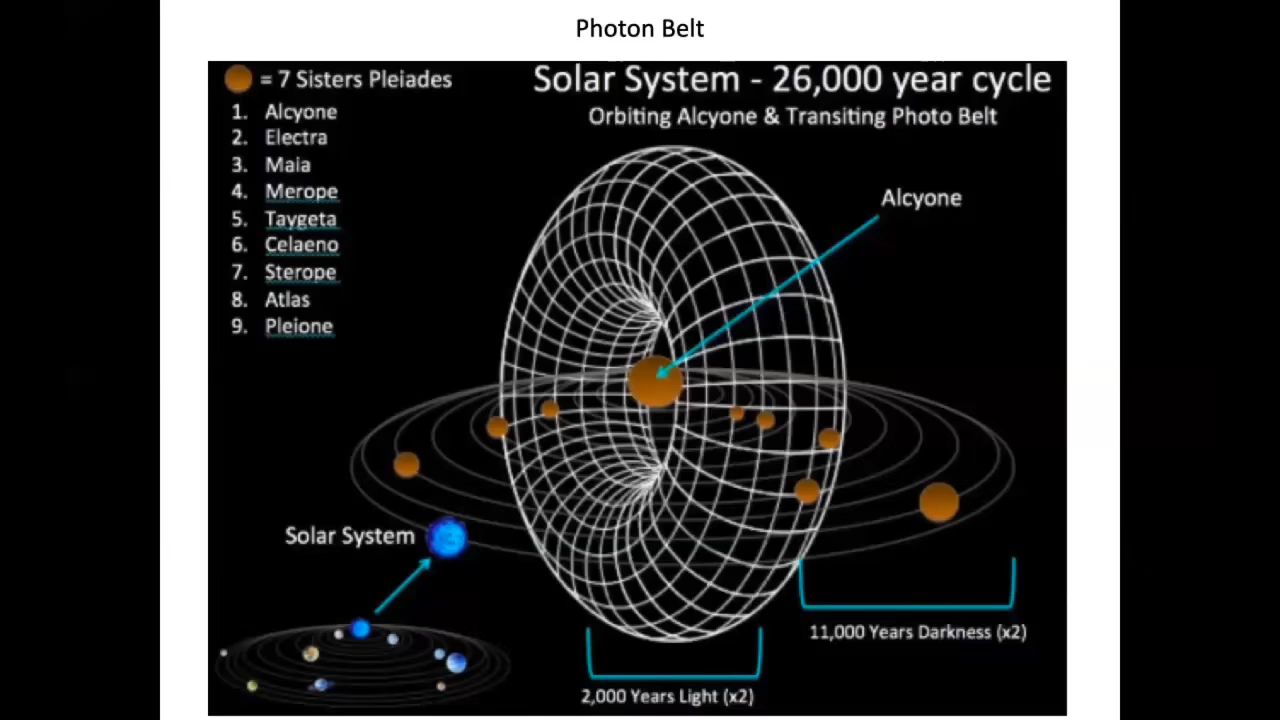 Photon Belt
= 7 Sisters Pleiades
1. Alcyone
2. Electra
3. Maia
4. Merope
5. Taygeta
6. Celaeno
7. Sterope
8. Atlas
9. Pleione
Solar System - 26,000 year cycle
Orbiting Alcyone & Transiting Photo Belt
Alcyone
Solar System
11,000 Years Darkness (x2)
2,000 Years Light (x2)